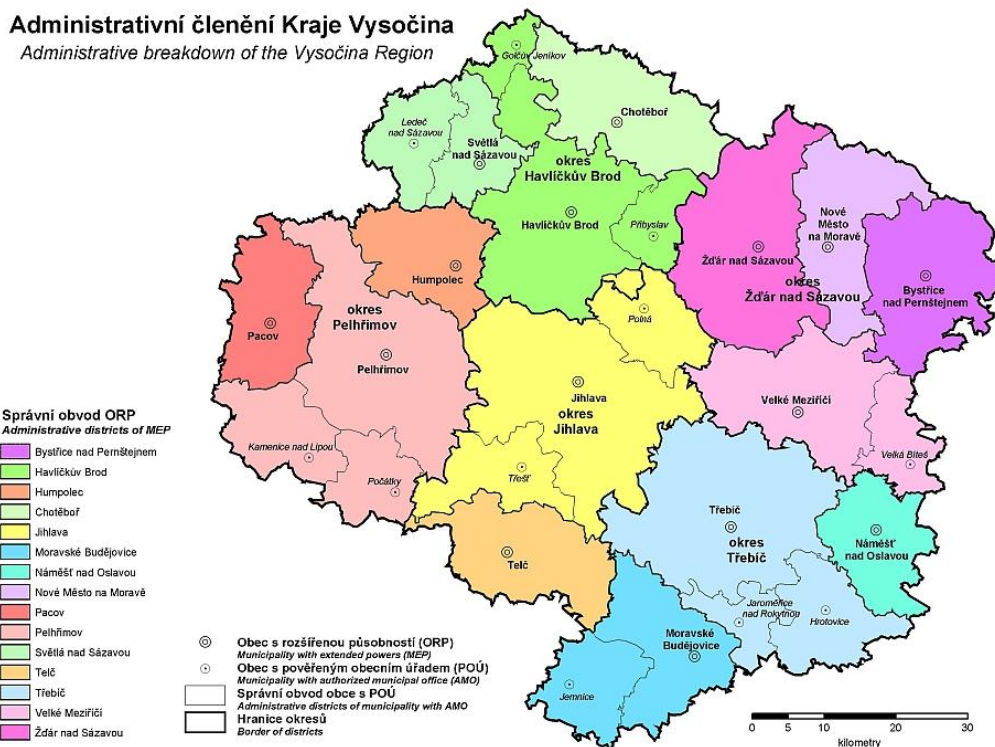 Administrativní členění Kraje Vysočina
Administrative breakdown of the Vysočina Region
Golčův Jeníkov
Chotěboř
Ledeč
nad Sázavou
Světlá
nad Sázavou
okres
Havlíčkův Brod
Havlíčkův Brod
Přibyslav
Nové
Město
na Moravě
Žďár nad Sázavou
okres
Žďár nad Sázavou
Bystřice
nad Pernštejnem
Humpolec
okres
Pelhřimov
Pacov
Pelhřimov
Polná
Jihlava
okres
Jihlava
Velké Meziříčí
Velká Bíteš
Kamenice nad Lipou
Počátky
Třešť
Třebíč
okres
Třebíč
Náměšť
nad Oslavou
Telč
Jaroměřice
nad Rokytnou
Hrotovice
Moravské
Budějovice
Jemnice
Správní obvod ORP
Administrative districts of MEP
Bystřice nad Pernštejnem
Havlíčkův Brod
Humpolec
Chotěboř
Jihlava
Moravské Budějovice
Náměšť nad Oslavou
Nové Město na Moravě
Pacov
Pelhřimov
Světlá nad Sázavou
Telč
Třebíč
Velké Meziříčí
Žďár nad Sázavou
Obec s rozšířenou působností (ORP)
Municipality with extended powers (MEP)
Obec s pověřeným obecním úřadem (POÚ)
Municipality with authorized municipal office (AMO)
Správní obvod obce s POÚ
Administrative districts of municipality with AMO
Hranice okresů
Border of districts
0 5 10 20 30
kilometry